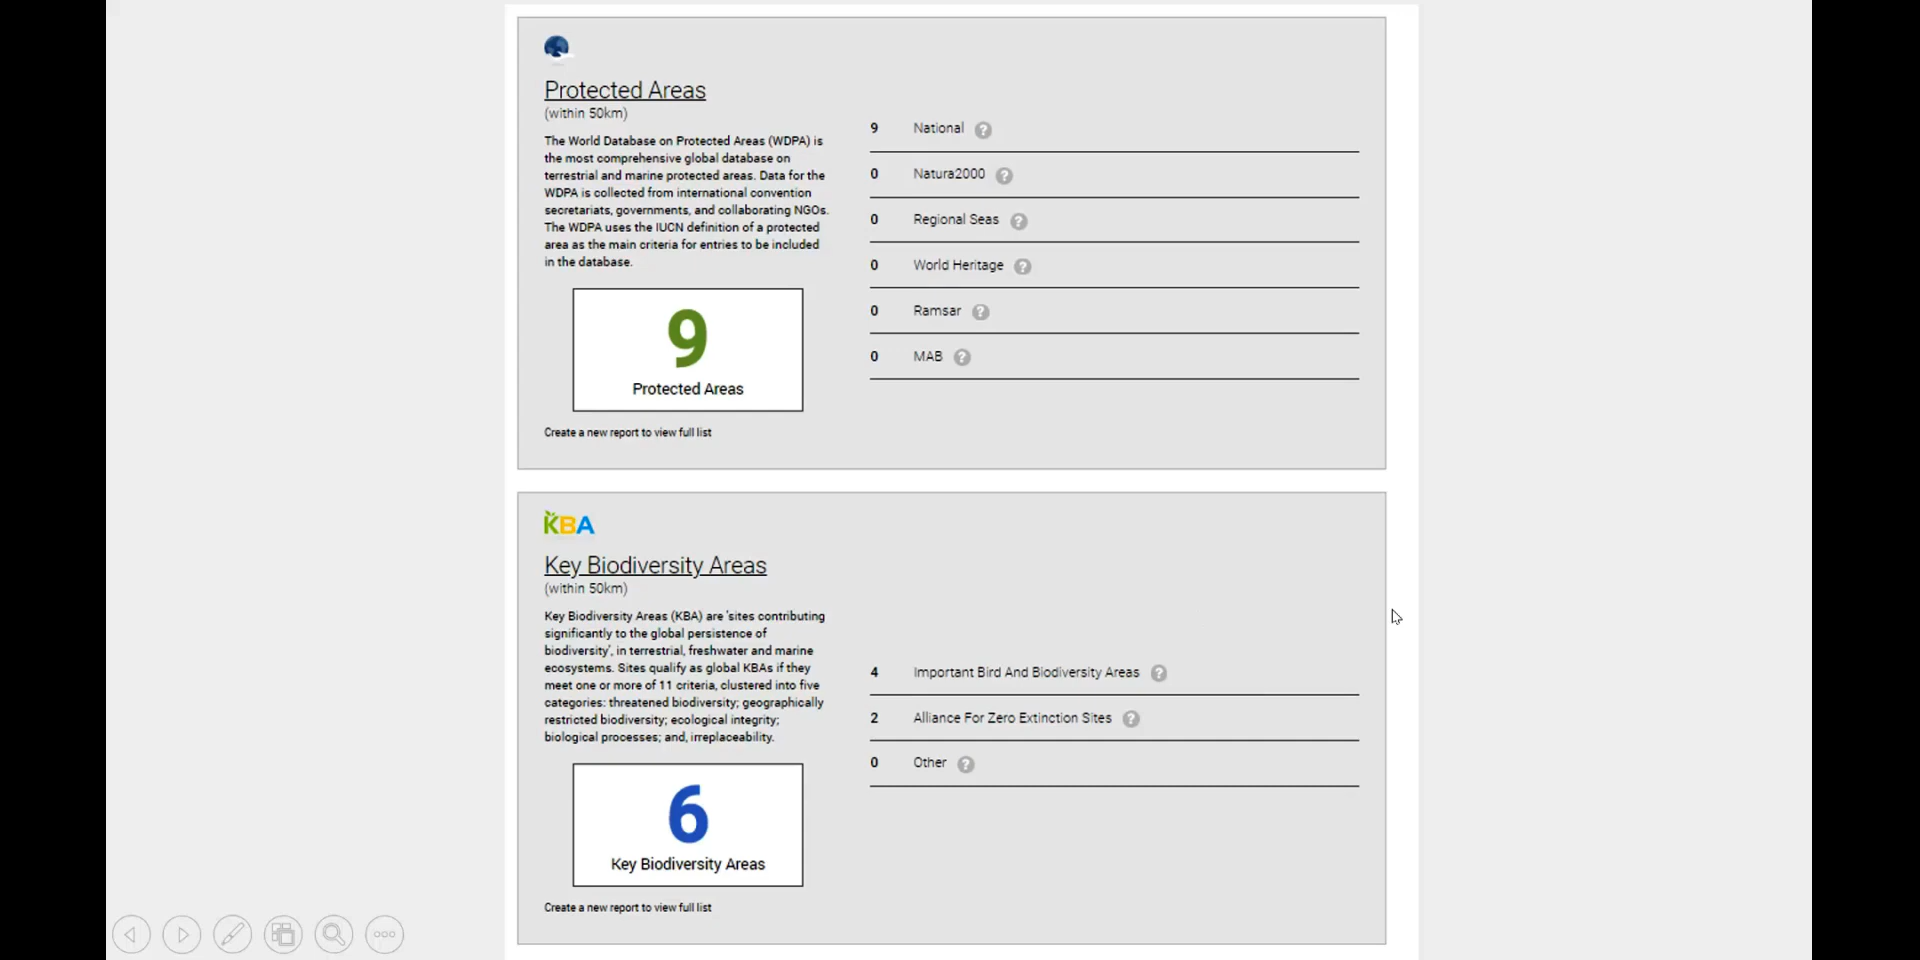 Protected Areas
(within 50km)
The World Database on Protected Areas (WDPA) is
the most comprehensive global database on
terrestrial and marine protected areas. Data for the
WDPA is collected from international convention
secretariats, governments, and collaborating NGOs.
The WDPA uses the IUCN definition of a protected
area as the main criteria for entries to be included
in the database.
9
Protected Areas
Create a new report to view full list
9 National ?
0 Natura2000 ?
0 Regional Seas ?
0 World Heritage ?
0 Ramsar ?
0 MAB ?
KBA
Key Biodiversity Areas
(within 50km)
Key Biodiversity Areas (KBA) are 'sites contributing
significantly to the global persistence of
biodiversity', in terrestrial, freshwater and marine
ecosystems. Sites qualify as global KBAs if they
meet one or more of 11 criteria, clustered into five
categories: threatened biodiversity; geographically
restricted biodiversity; ecological integrity;
biological processes; and, irreplaceability.
6
Key Biodiversity Areas
Create a new report to view full list
4 Important Bird And Biodiversity Areas ?
2 Alliance For Zero Extinction Sites ?
0 Other ?